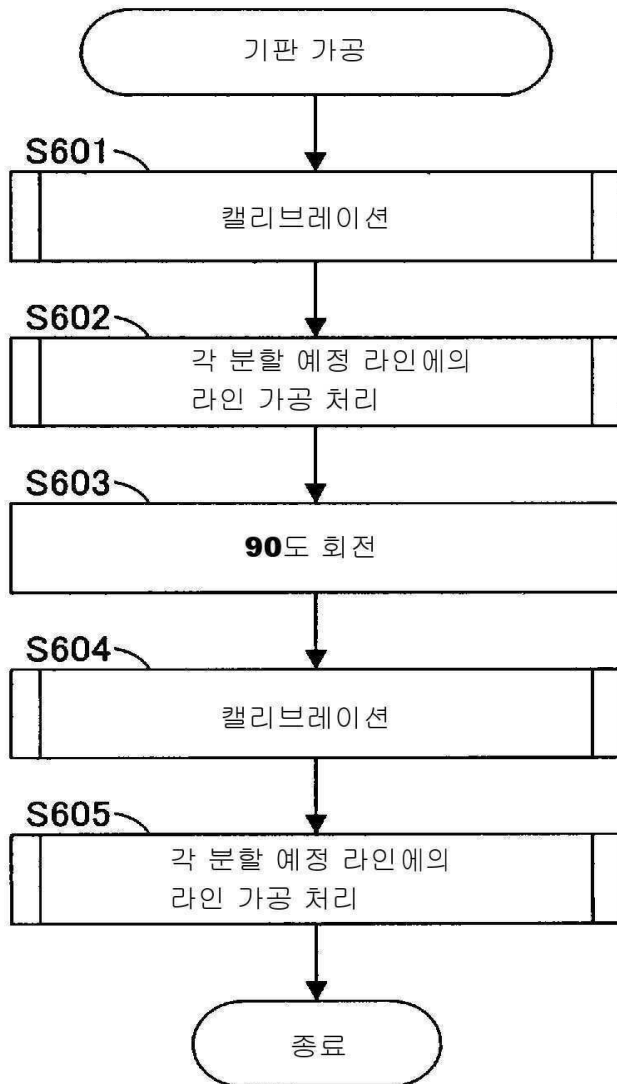 기판 가공
S601
캘리브레이션
S602
각 분할 예정 라인에의
라인 가공 처리
S603
90도 회전
S604
캘리브레이션
S605
각 분할 예정 라인에의
라인 가공 처리
종료